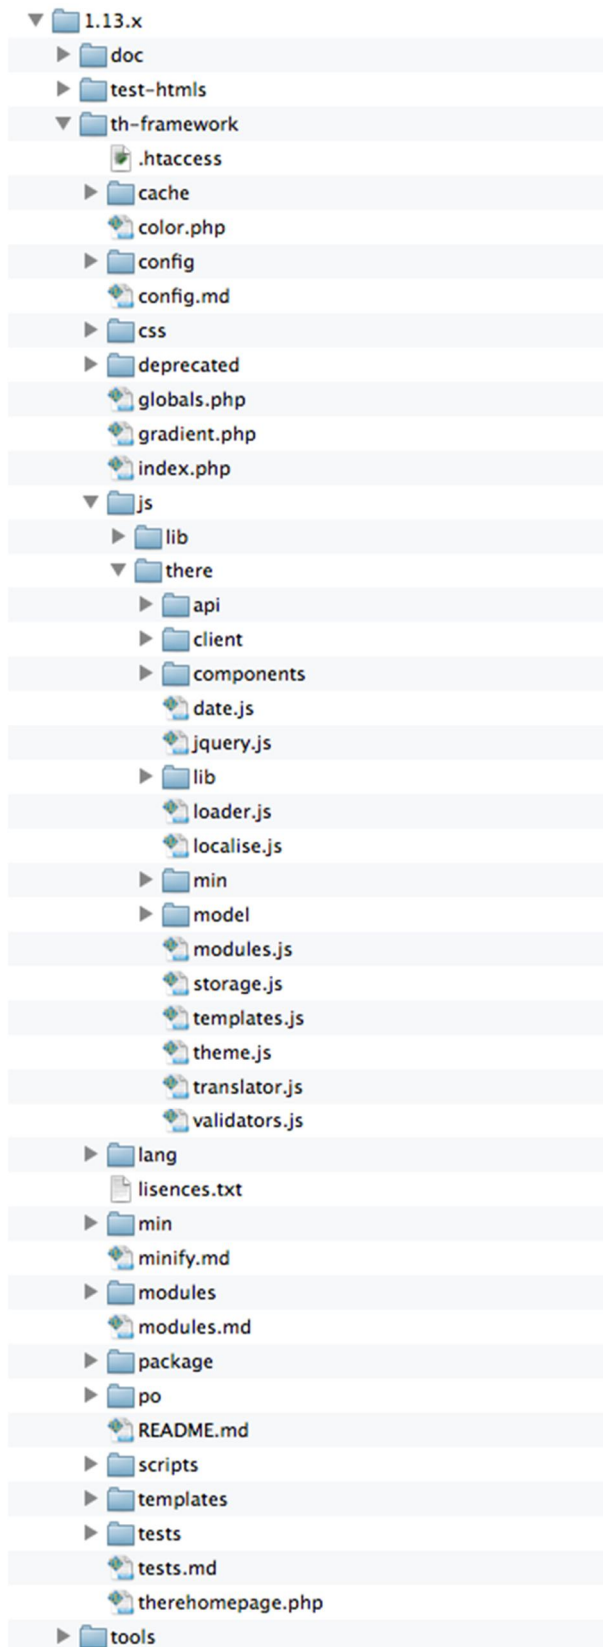 1.13.x
doc
test-htmls
th-framework
.htaccess
cache
color.php
config
config.md
css
deprecated
globals.php
gradient.php
index.php
js
lib
there
api
client
components
date.js
jquery.js
lib
loader.js
localise.js
min
model
modules.js
storage.js
templates.js
theme.js
translator.js
validators.js
lang
lisences.txt
min
minify.md
modules
modules.md
package
po
README.md
scripts
templates
tests
tests.md
therehomepage.php
tools